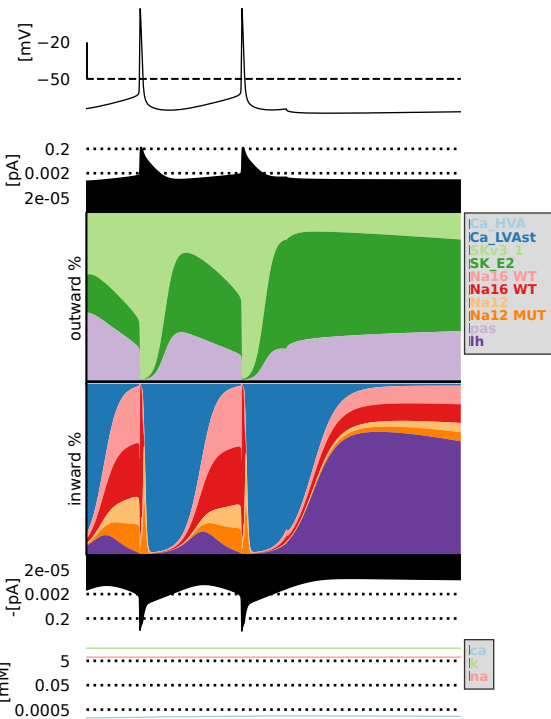 [mV]
−20
−50
[pA]
0.2
0.002
2e-05
outward %
Ca_HVA
Ca_LVAst
SKv3_1
SK_E2
Na16 WT
Na16 WT
Na12
Na12 MUT
pas
Ih
inward %
-[pA]
2e-05
0.002
0.2
[mM]
5
0.05
0.0005
ca
k
na